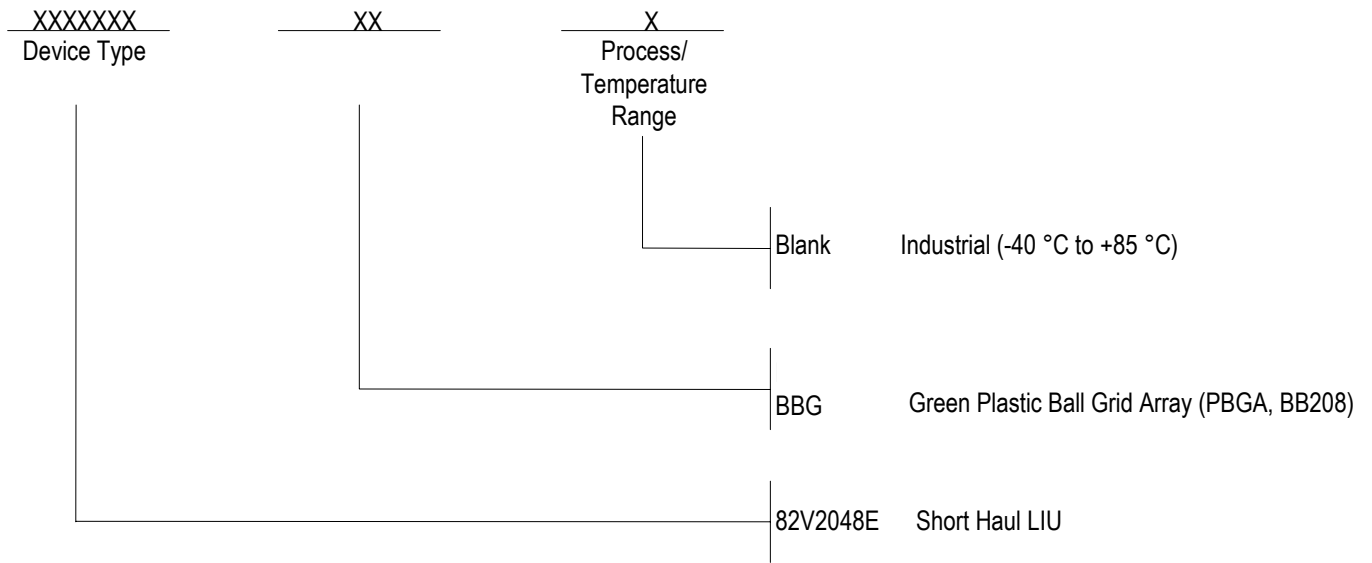 XXXXXXX XX X
Device Type
Process/
Temperature
Range
Blank Industrial (-40 °C to +85 °C)
BBG Green Plastic Ball Grid Array (PBGA, BB208)
82V2048E Short Haul LIU